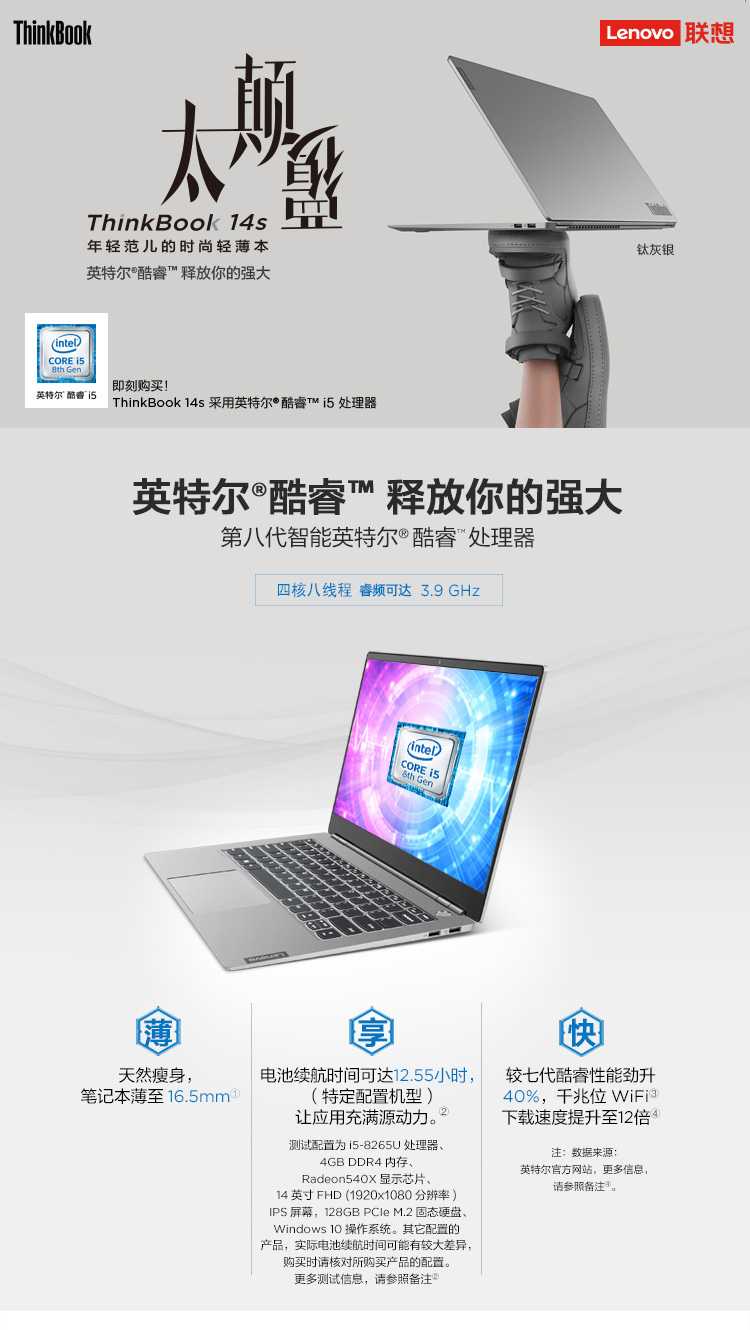 ThinkBook
Lenovo 联想
太颠覆
ThinkBook 14s
年轻范儿的时尚轻薄本
英特尔®酷睿™ 释放你的强大
ThinkBook
钛灰银
intel
CORE i5
8th Gen
英特尔® 酷睿™ i5
即刻购买！
ThinkBook 14s 采用英特尔®酷睿™ i5 处理器
英特尔®酷睿™ 释放你的强大
第八代智能英特尔®酷睿™处理器
四核八线程 睿频可达 3.9 GHz
intel
CORE i5
8th Gen
Lenovo
薄
天然瘦身，
笔记本薄至 16.5mm①
享
电池续航时间可达12.55小时，
（特定配置机型）
让应用充满源动力。②
测试配置为 i5-8265U 处理器、
4GB DDR4 内存、
Radeon540X 显示芯片、
14 英寸 FHD (1920x1080 分辨率 )
IPS 屏幕，128GB PCIe M.2 固态硬盘、
Windows 10 操作系统。其它配置的
产品，实际电池续航时间可能有较大差异，
购买时请核对所购买产品的配置。
更多测试信息，请参照备注②
快
较七代酷睿性能劲升
40%，千兆位 WiFi③
下载速度提升至12倍④
注：数据来源：
英特尔官方网站，更多信息，
请参照备注④。